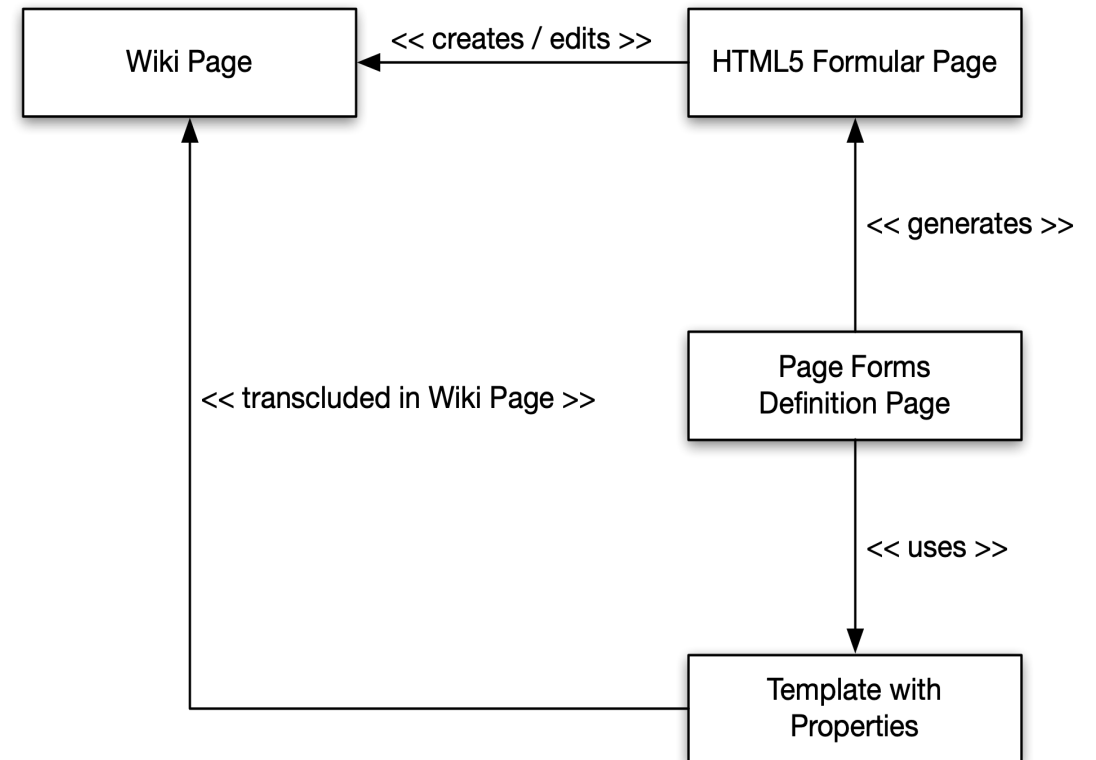 Wiki Page
<< creates / edits >>
HTML5 Formular Page
<< generates >>
Page Forms
Definition Page
<< transcluded in Wiki Page >>
<< uses >>
Template with
Properties